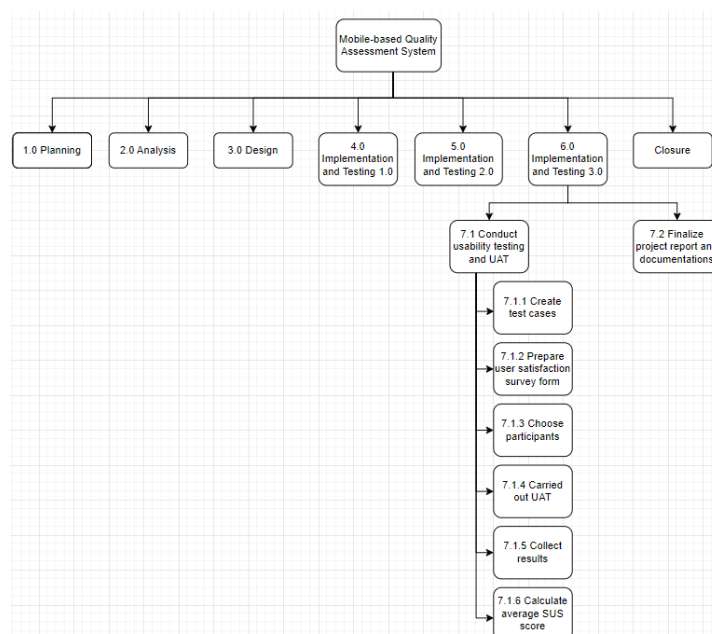 Mobile-based Quality
Assessment System
1.0 Planning
2.0 Analysis
3.0 Design
4.0
Implementation
and Testing 1.0
5.0
Implementation
and Testing 2.0
6.0
Implementation
and Testing 3.0
Closure
7.1 Conduct
usability testing
and UAT
7.2 Finalize
project report an
documentations
7.1.1 Create
test cases
7.1.2 Prepare
user satisfaction
survey form
7.1.3 Choose
participants
7.1.4 Carried
out UAT
7.1.5 Collect
results
7.1.6 Calculate
average SUS
score